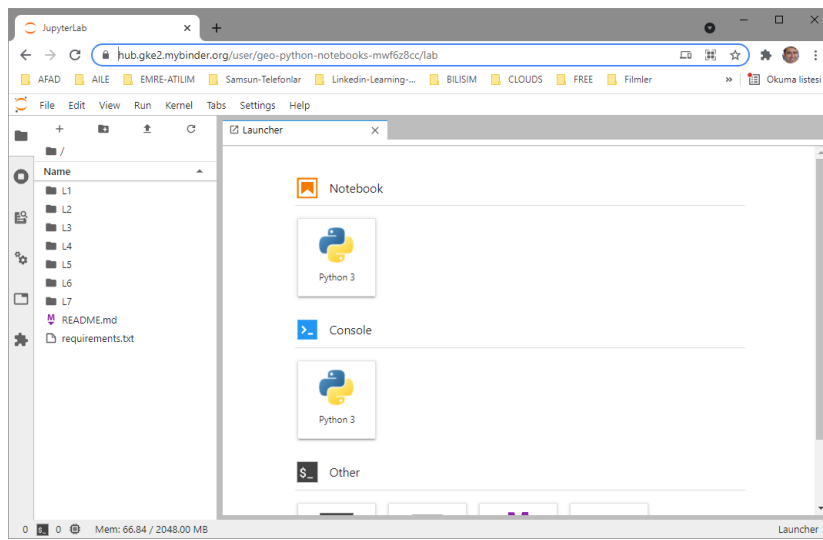 JupyterLab
hub.gke2.mybinder.org/user/geo-python-notebooks-mwf6z8cc/lab
AFAD AILE EMRE-ATILIM Samsun-Telefonlar Linkedin-Learning-... BILISIM CLOUDS FREE Filmler » Okuma listesi
File Edit View Run Kernel Tabs Settings Help
Launcher
/
Name
L1
L2
L3
L4
L5
L6
L7
README.md
requirements.txt
Notebook
Python 3
Console
Python 3
$_ Other
0 $_ 0 Mem: 66.84 / 2048.00 MB Launcher